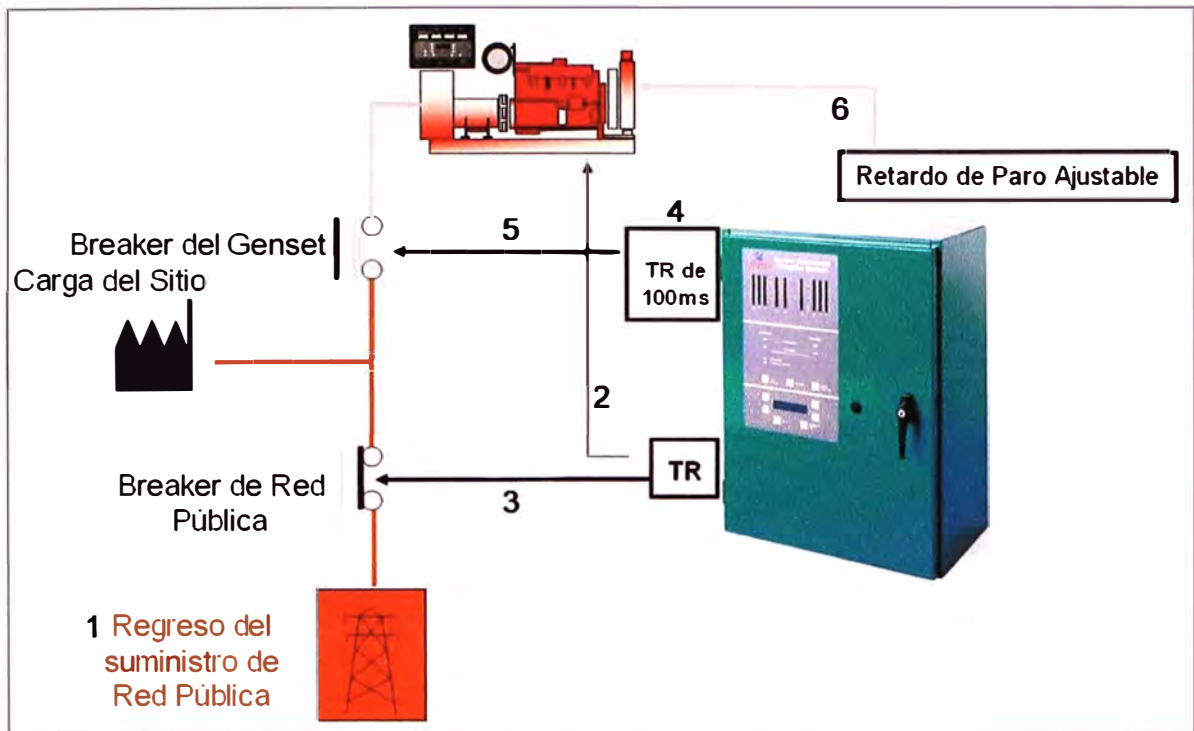 6
Retardo de Paro Ajustable
4
5
TR de
100ms
Breaker del Genset
Carga del Sitio
2
TR
Breaker de Red
Pública
3
1 Regreso del
suministro de
Red Pública